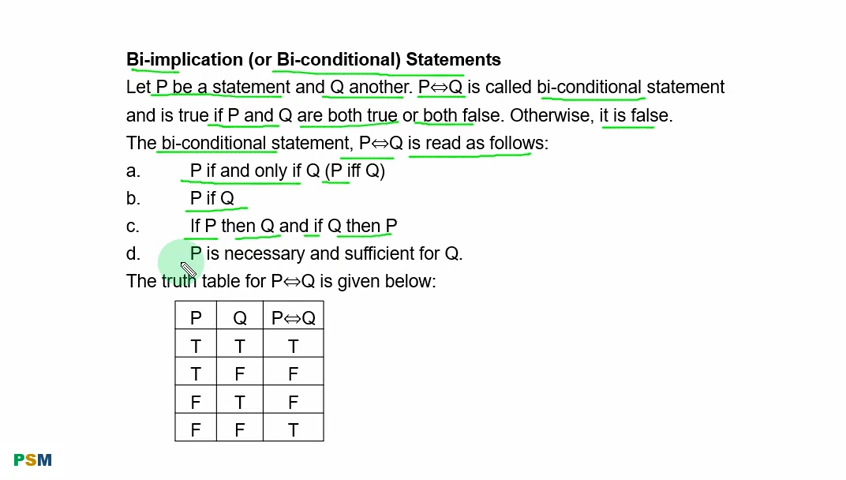 Bi-implication (or Bi-conditional) Statements
Let P be a statement and Q another. P⇔Q is called bi-conditional statement
and is true if P and Q are both true or both false. Otherwise, it is false.
The bi-conditional statement, P⇔Q is read as follows:
a. P if and only if Q (P iff Q)
b. P if Q
c. If P then Q and if Q then P
d. P is necessary and sufficient for Q.
The truth table for P⇔Q is given below:
P Q P⇔Q
T T T
T F F
F T F
F F T
PSM